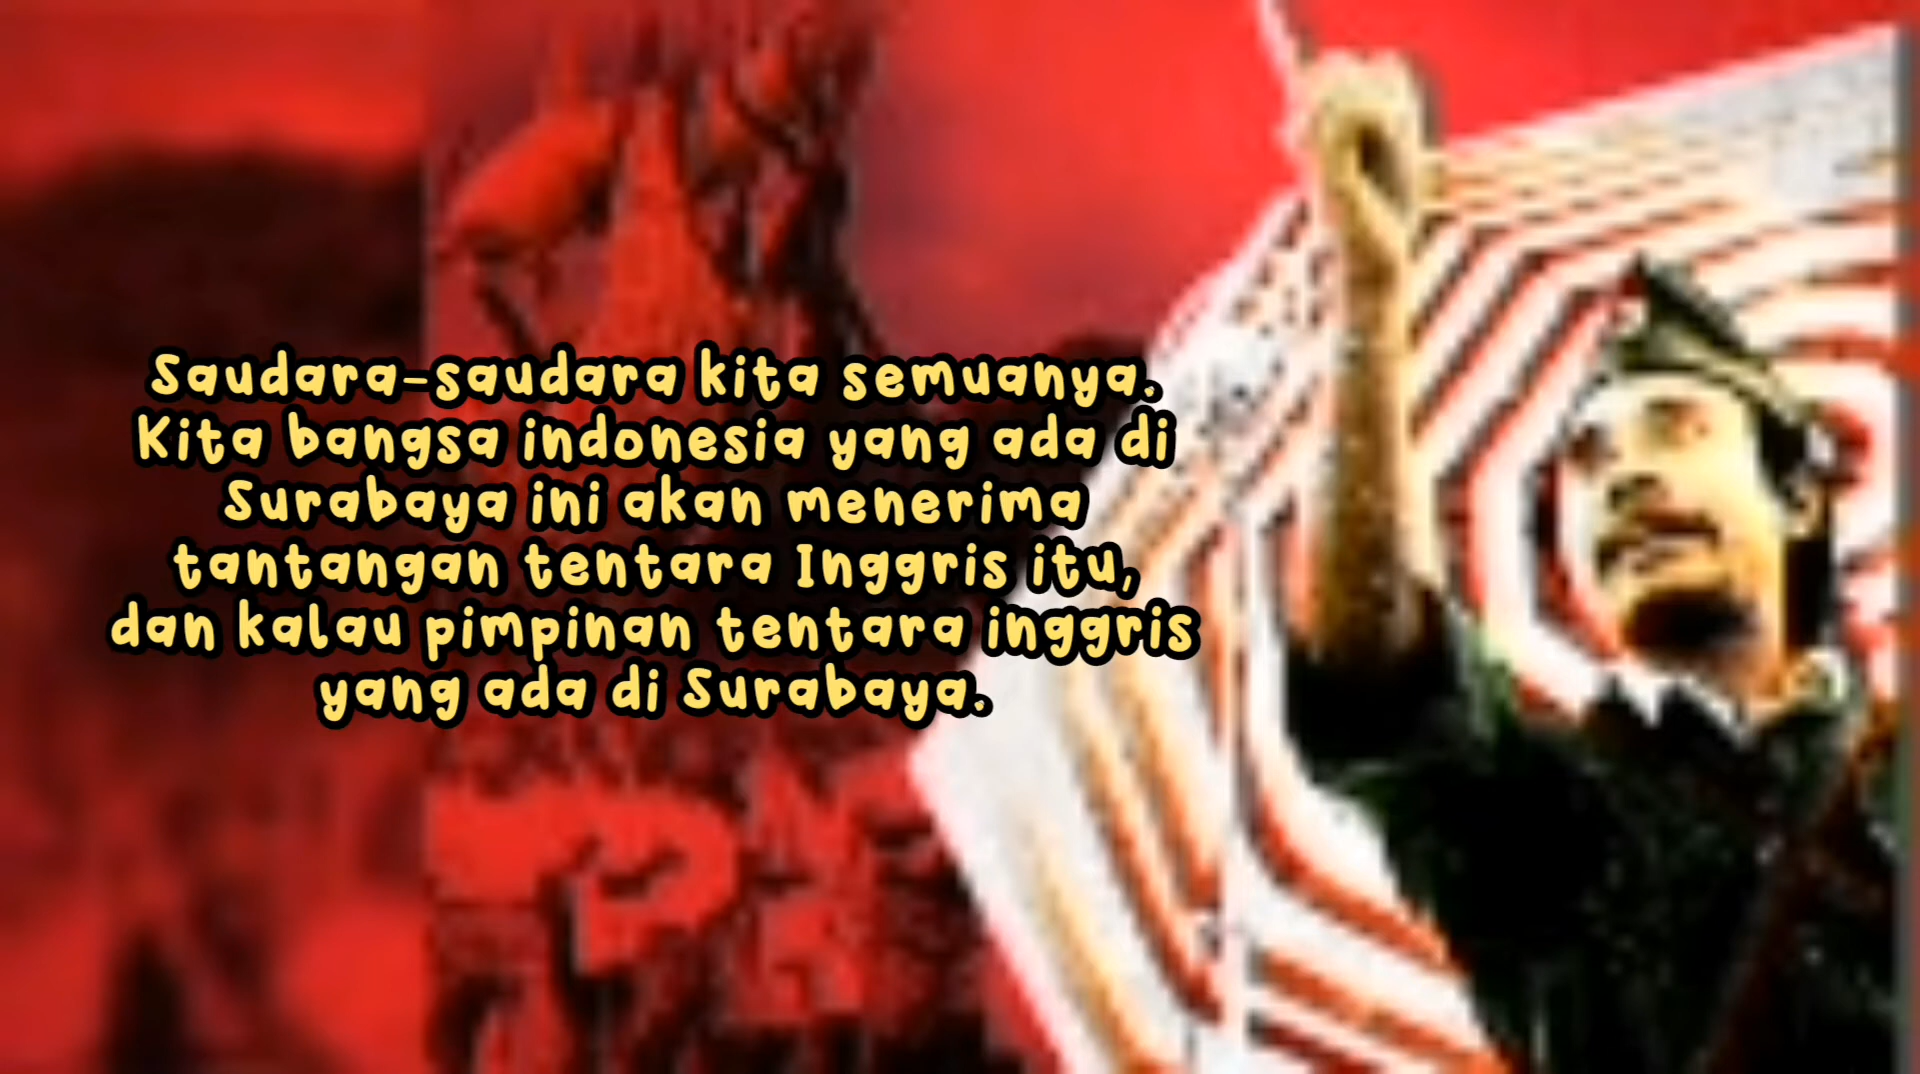 Saudara-saudara kita semuanya.
Kita bangsa indonesia yang ada di
Surabaya ini akan menerima
tantangan tentara Inggris itu,
dan kalau pimpinan tentara inggris
yang ada di Surabaya.